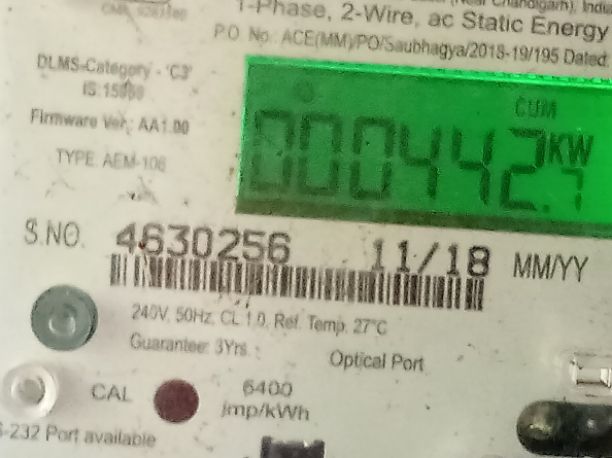 1-Phase, 2-Wire, ac Static Energy
P.O. No.: ACE(MM)/PO/Saubhagya/2018-19/195 Dated:
DLMS-Category - 'C3'
Firmware Ver.: AA1.00
TYPE AEM-106
CUM
000442.7 KW
S.NO. 4630256 11/18 MM/YY
240V, 50Hz, CL 1.0, Ref. Temp. 27°C
Guarantee: 3Yrs.
Optical Port
CAL
6400
imp/kWh
-232 Port available